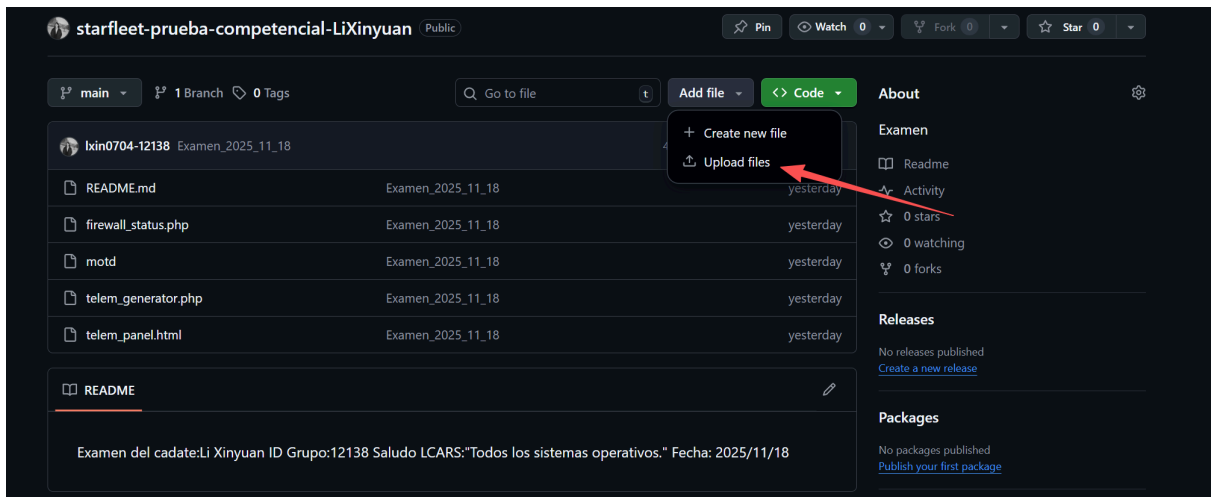 starfleet-prueba-competencial-LiXinyuan Public
Pin
Watch 0
Fork 0
Star 0
main
1 Branch
0 Tags
Go to file
t
Add file
Code
Create new file
Upload files
lxin0704-12138 Examen_2025_11_18
README.md Examen_2025_11_18 yesterday
firewall_status.php Examen_2025_11_18 yesterday
motd Examen_2025_11_18 yesterday
telem_generator.php Examen_2025_11_18 yesterday
telem_panel.html Examen_2025_11_18 yesterday
README
Examen del cadate:Li Xinyuan ID Grupo:12138 Saludo LCARS:"Todos los sistemas operativos." Fecha: 2025/11/18
About
Examen
Readme
Activity
0 stars
0 watching
0 forks
Releases
No releases published
Create a new release
Packages
No packages published
Publish your first package